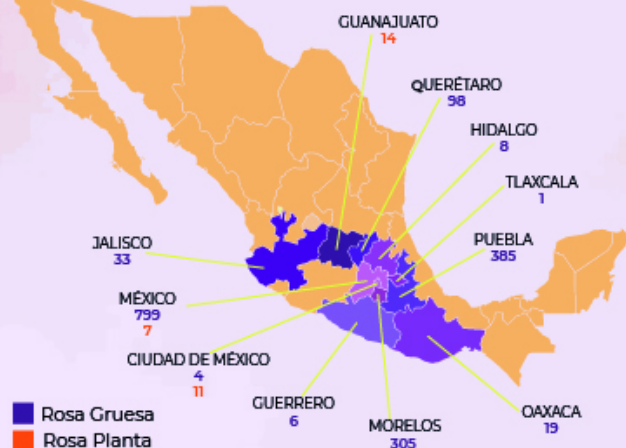 GUANAJUATO
14
QUERÉTARO
98
HIDALGO
8
TLAXCALA
1
PUEBLA
385
JALISCO
33
MÉXICO
799
7
CIUDAD DE MÉXICO
4
11
GUERRERO
6
MORELOS
305
OAXACA
19
Rosa Gruesa
Rosa Planta